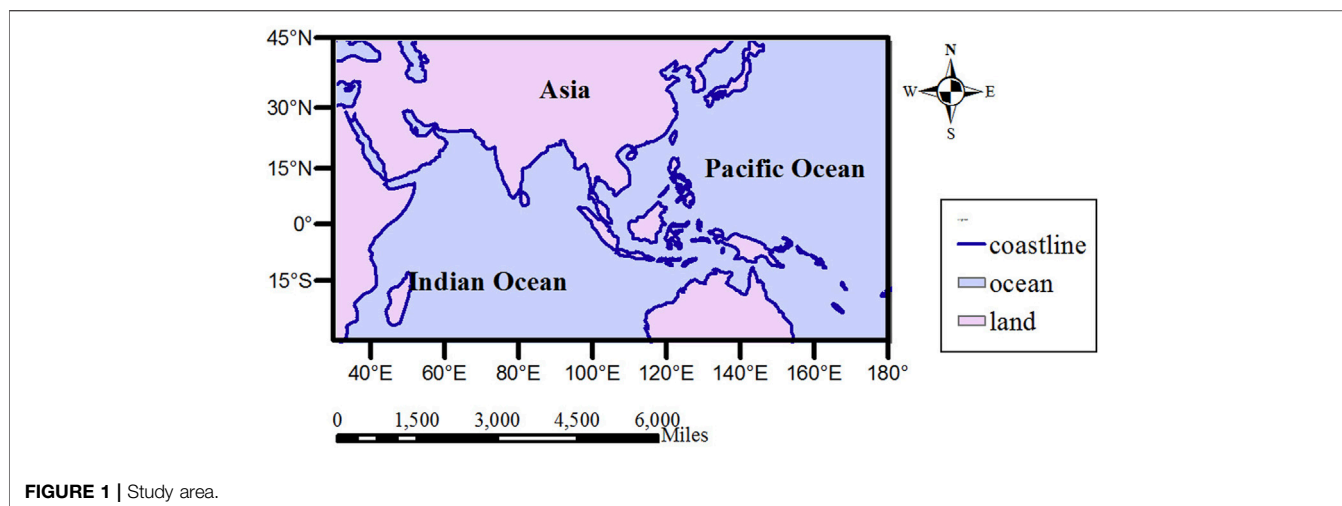 45°N
30°N
15°N
0°
15°S
Asia
Pacific Ocean
Indian Ocean
40°E 60°E 80°E 100°E 120°E 140°E 160°E 180°
0 1,500 3,000 4,500 6,000
Miles
N
W E
S
coastline
ocean
land
FIGURE 1 | Study area.